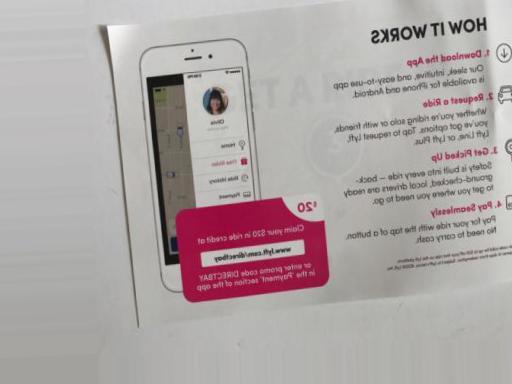 HOW IT WORKS
1. Download the App
Our sleek, intuitive, and easy-to-use app
is available for iPhone and Android.
2. Request a Ride
Whether you're riding solo or with friends,
you've got options. Tap to request Lyft,
Lyft Line, or Lyft Plus.
3. Get Picked Up
Safety is built into every ride — back-
ground-checked, local drivers are ready
to get you where you need to go.
4. Pay Seamlessly
Pay for your ride with the tap of a button.
No need to carry cash.
Olivia
Home
Free Rides
Ride History
Payment
$20
Claim your $20 in ride credit at
www.lyft.com/directbay
or enter promo code DIRECTBAY
in the 'Payment' section of the app